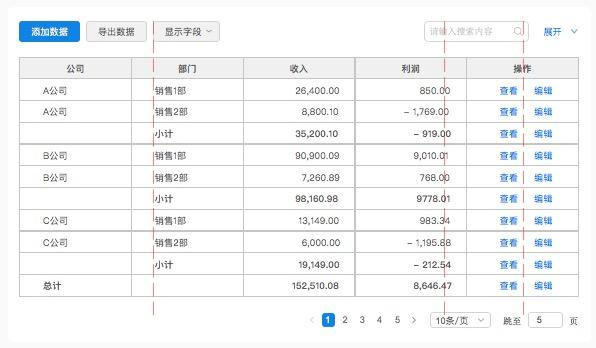 添加数据 导出数据 显示字段 请输入搜索内容 展开
公司 部门 收入 利润 操作
A公司 销售1部 26,400.00 850.00 查看 编辑
A公司 销售2部 8,800.10 − 1,769.00 查看 编辑
小计 35,200.10 − 919.00 查看 编辑
B公司 销售1部 90,900.09 9,010.01 查看 编辑
B公司 销售2部 7,260.89 768.00 查看 编辑
小计 98,160.98 9778.01 查看 编辑
C公司 销售1部 13,149.00 983.34 查看 编辑
C公司 销售2部 6,000.00 − 1,195.88 查看 编辑
小计 19,149.00 − 212.54 查看 编辑
总计 152,510.08 8,646.47 查看 编辑
1 2 3 4 5 10条/页 跳至 5 页